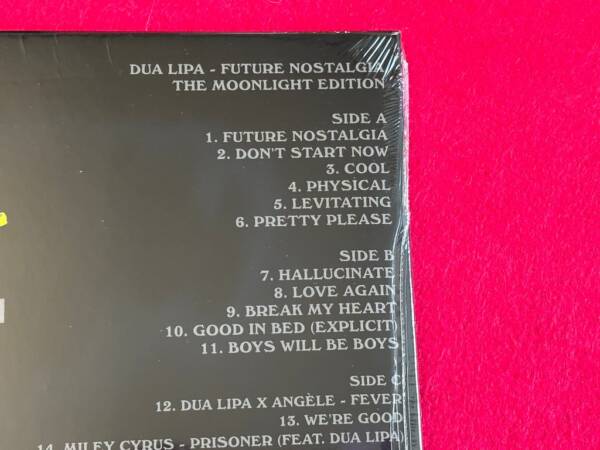 DUA LIPA - FUTURE NOSTALGIA
THE MOONLIGHT EDITION
SIDE A
1. FUTURE NOSTALGIA
2. DON'T START NOW
3. COOL
4. PHYSICAL
5. LEVITATING
6. PRETTY PLEASE
SIDE B
7. HALLUCINATE
8. LOVE AGAIN
9. BREAK MY HEART
10. GOOD IN BED (EXPLICIT)
11. BOYS WILL BE BOYS
SIDE C
12. DUA LIPA X ANGÈLE - FEVER
13. WE'RE GOOD
14. MILEY CYRUS - PRISONER (FEAT. DUA LIPA)